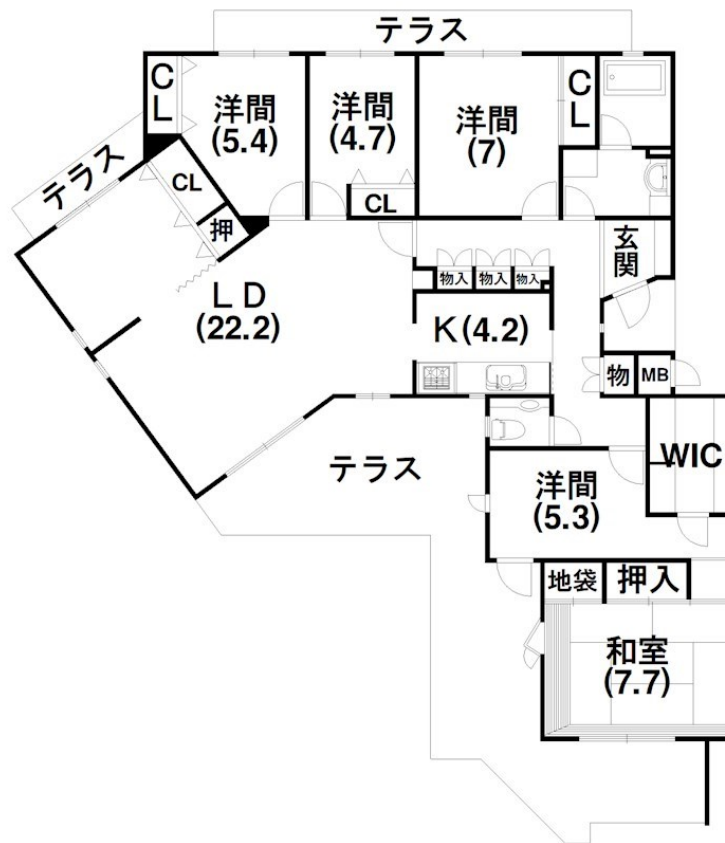 テラス
CL
洋間
(5.4)
洋間
(4.7)
洋間
(7)
CL
テラス
CL
CL
押
玄関
物入
物入
物入
LD
(22.2)
K(4.2)
物
MB
テラス
WIC
洋間
(5.3)
地袋
押入
和室
(7.7)